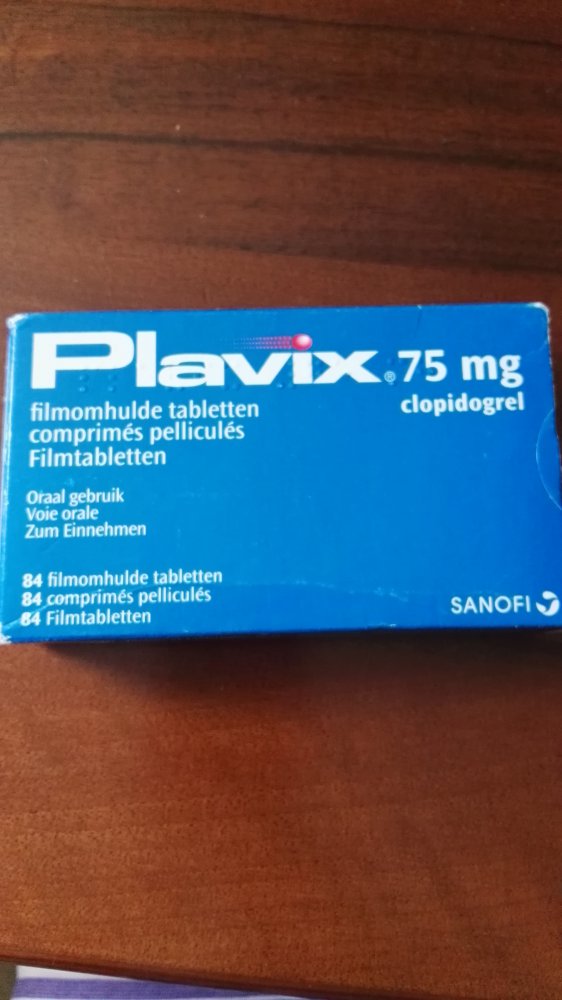 Plavix® 75 mg
clopidogrel
filmomhulde tabletten
comprimés pelliculés
Filmtabletten
Oraal gebruik
Voie orale
Zum Einnehmen
84 filmomhulde tabletten
84 comprimés pelliculés
84 Filmtabletten
SANOFI